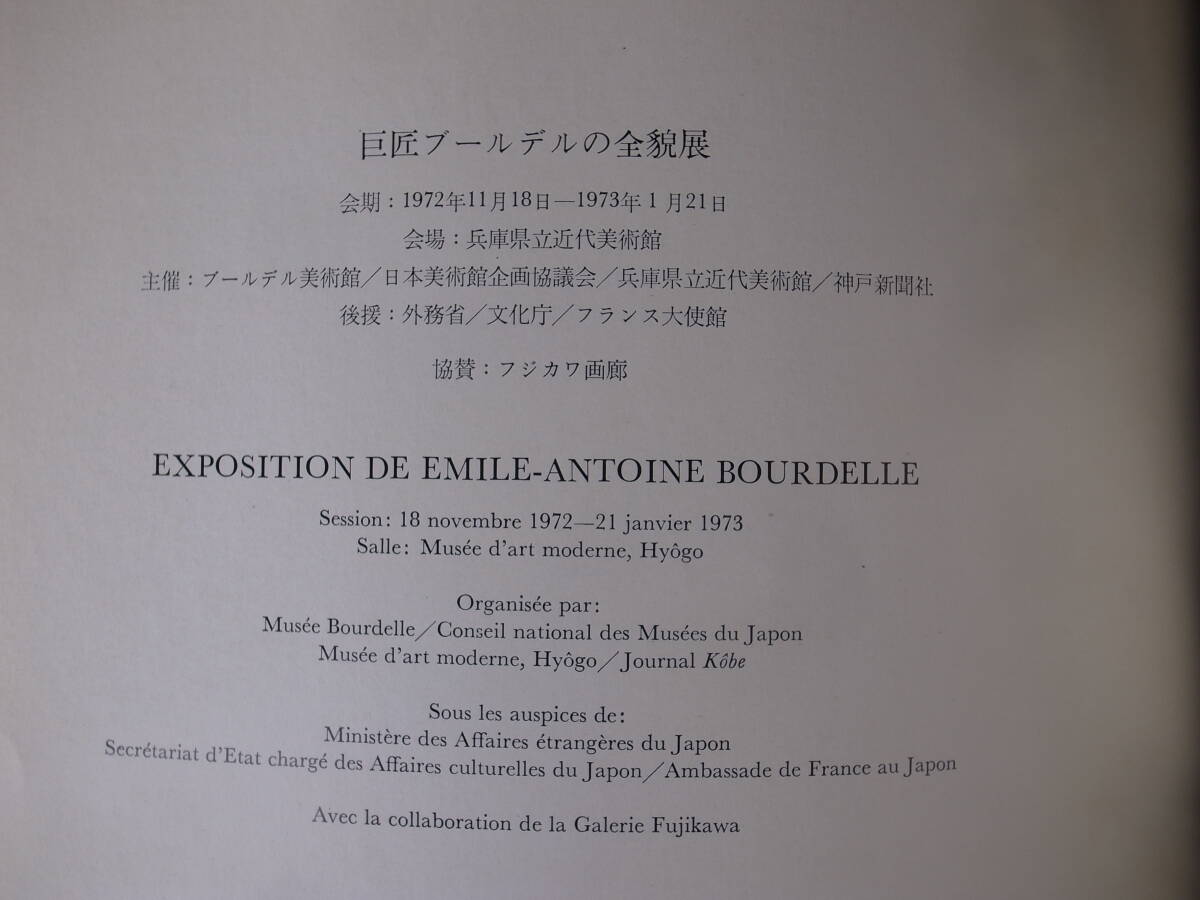 巨匠ブールデルの全貌展
会期：1972年11月18日—1973年1月21日
会場：兵庫県立近代美術館
主催：ブールデル美術館／日本美術館企画協議会／兵庫県立近代美術館／神戸新聞社
後援：外務省／文化庁／フランス大使館
協賛：フジカワ画廊
EXPOSITION DE EMILE-ANTOINE BOURDELLE
Session: 18 novembre 1972—21 janvier 1973
Salle: Musée d'art moderne, Hyôgo
Organisée par:
Musée Bourdelle/Conseil national des Musées du Japon
Musée d'art moderne, Hyôgo/Journal Kôbe
Sous les auspices de:
Ministère des Affaires étrangères du Japon
Secrétariat d'Etat chargé des Affaires culturelles du Japon/Ambassade de France au Japon
Avec la collaboration de la Galerie Fujikawa